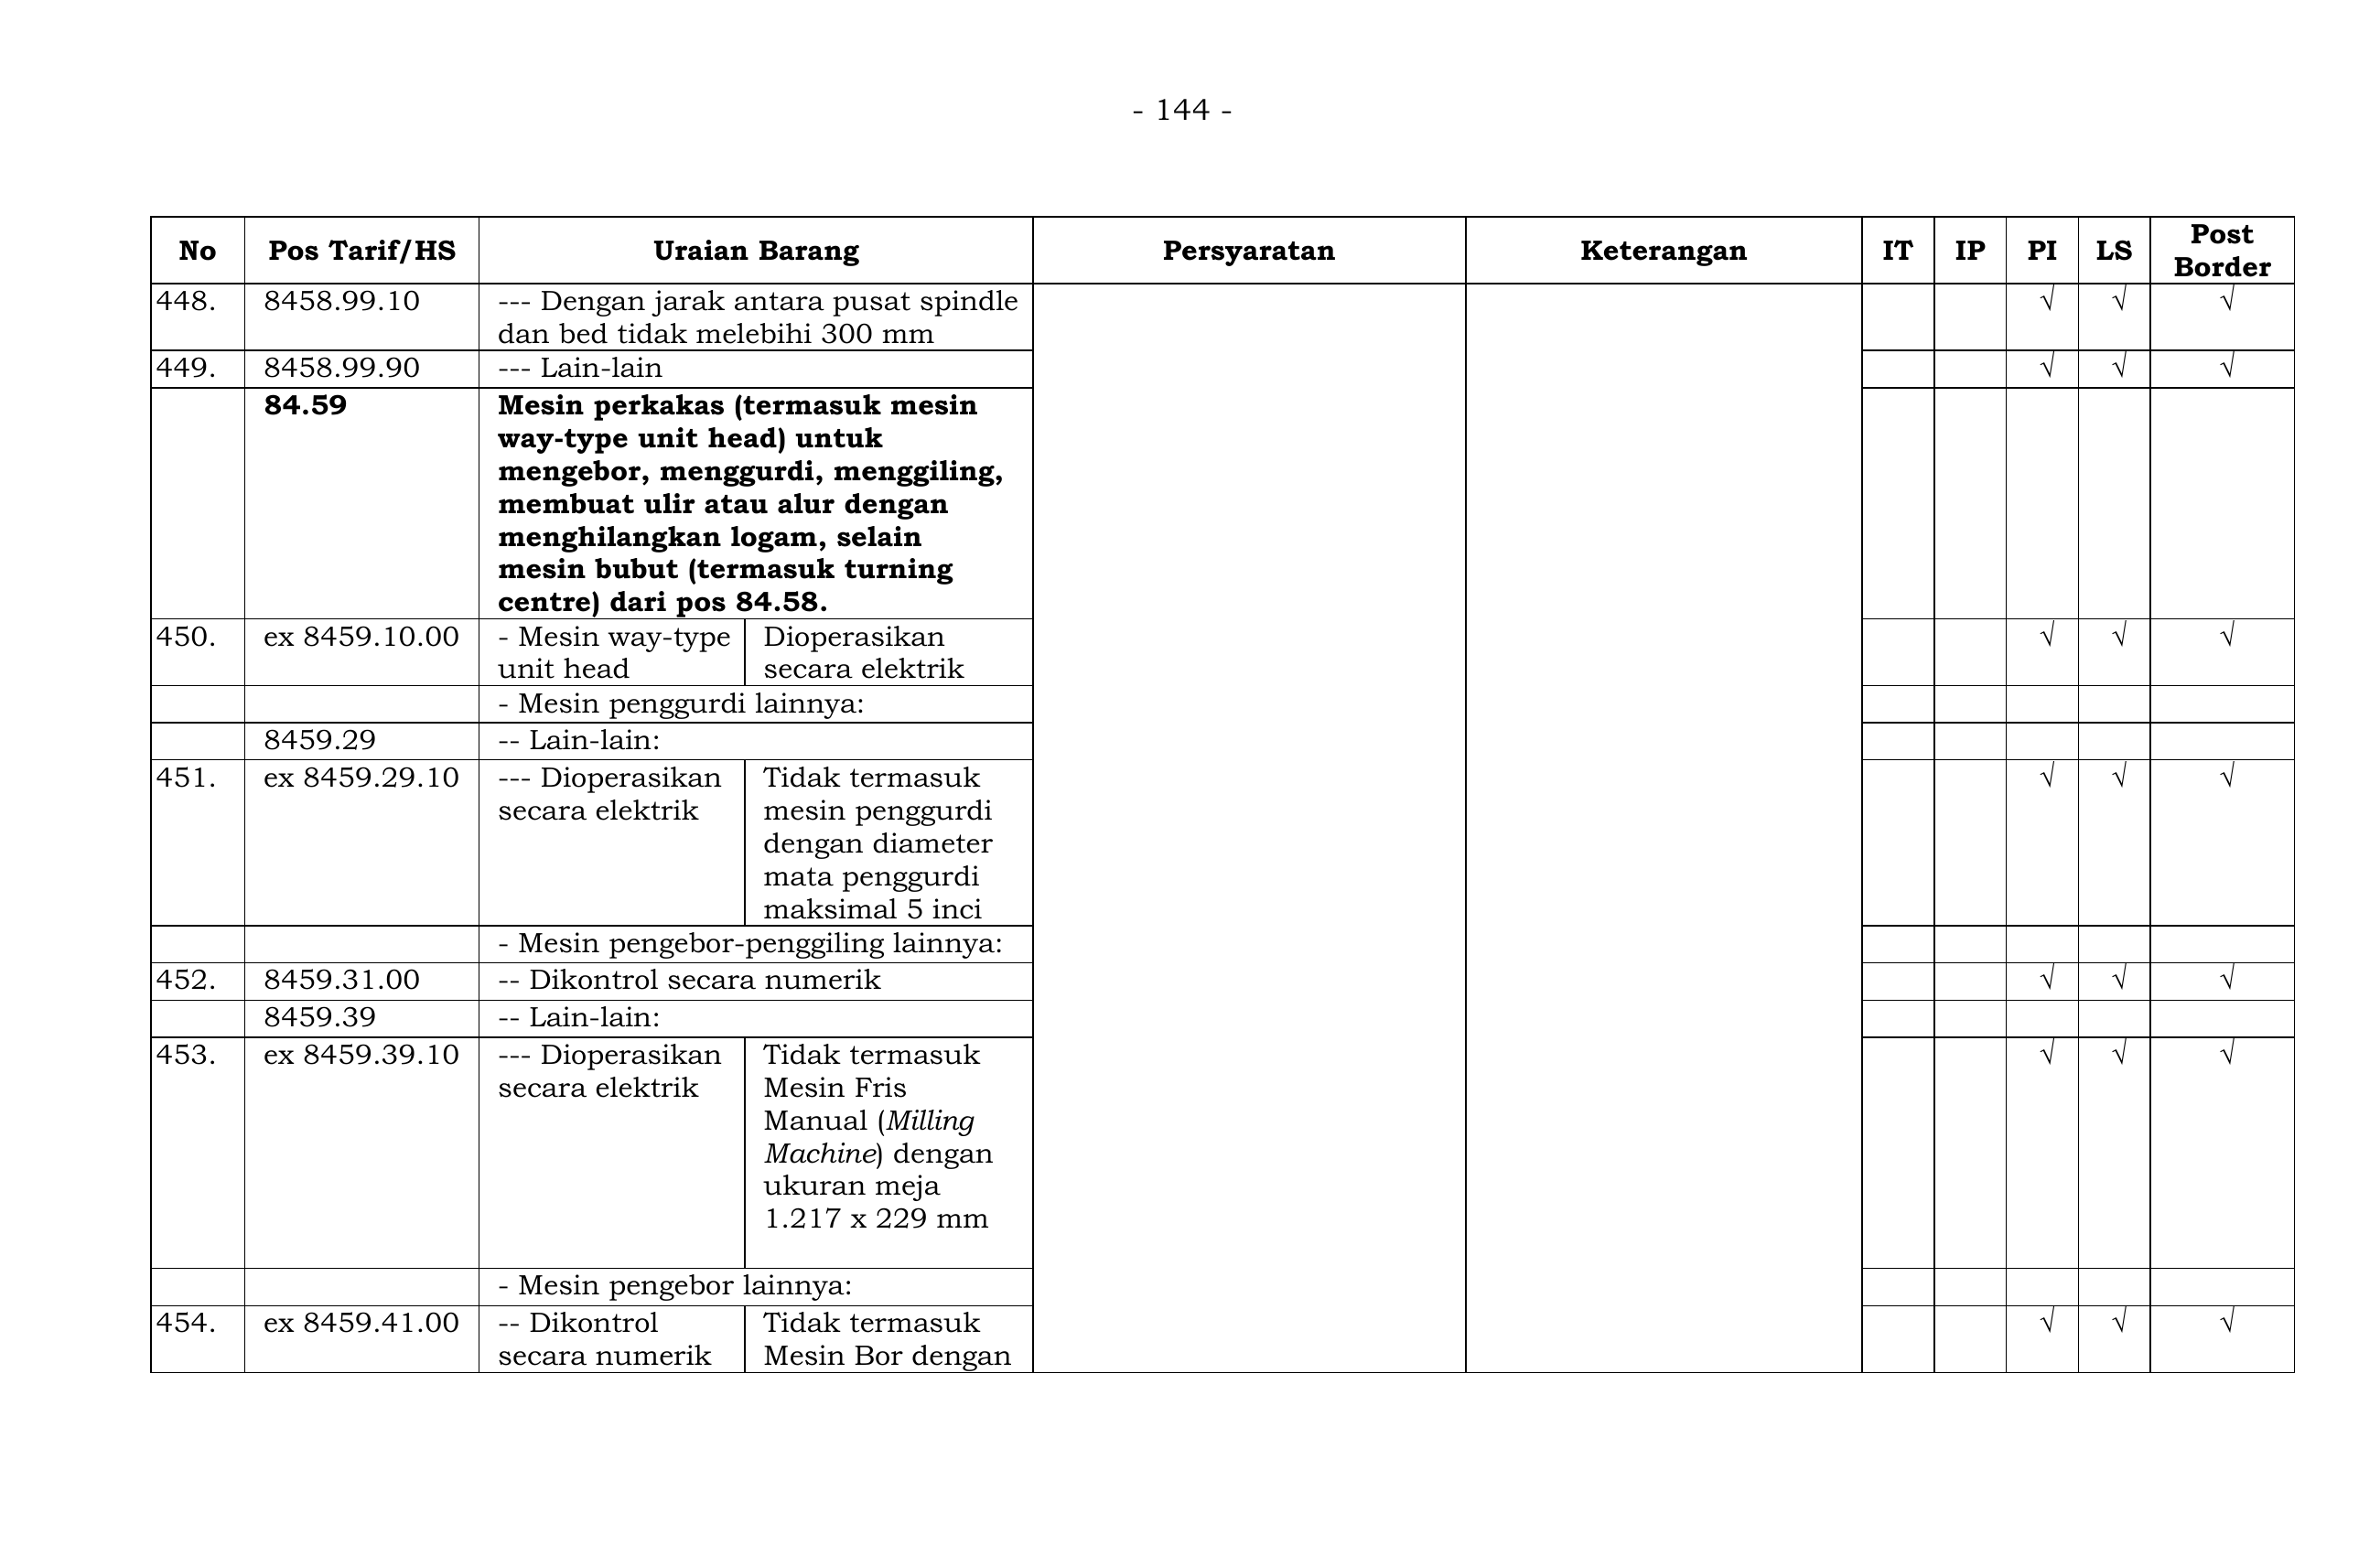 - 144 -
No Pos Tarif/HS Uraian Barang Persyaratan Keterangan IT IP PI LS Post Border
448. 8458.99.10 --- Dengan jarak antara pusat spindle √ √ √
dan bed tidak melebihi 300 mm
449. 8458.99.90 --- Lain-lain √ √ √
84.59 Mesin perkakas (termasuk mesin
way-type unit head) untuk
mengebor, menggurdi, menggiling,
membuat ulir atau alur dengan
menghilangkan logam, selain
mesin bubut (termasuk turning
centre) dari pos 84.58.
450. ex 8459.10.00 - Mesin way-type Dioperasikan √ √ √
unit head secara elektrik
- Mesin penggurdi lainnya:
8459.29 -- Lain-lain:
451. ex 8459.29.10 --- Dioperasikan Tidak termasuk √ √ √
secara elektrik mesin penggurdi
dengan diameter
mata penggurdi
maksimal 5 inci
- Mesin pengebor-penggiling lainnya:
452. 8459.31.00 -- Dikontrol secara numerik √ √ √
8459.39 -- Lain-lain:
453. ex 8459.39.10 --- Dioperasikan Tidak termasuk √ √ √
secara elektrik Mesin Fris
Manual (Milling
Machine) dengan
ukuran meja
1.217 x 229 mm
- Mesin pengebor lainnya:
454. ex 8459.41.00 -- Dikontrol Tidak termasuk √ √ √
secara numerik Mesin Bor dengan